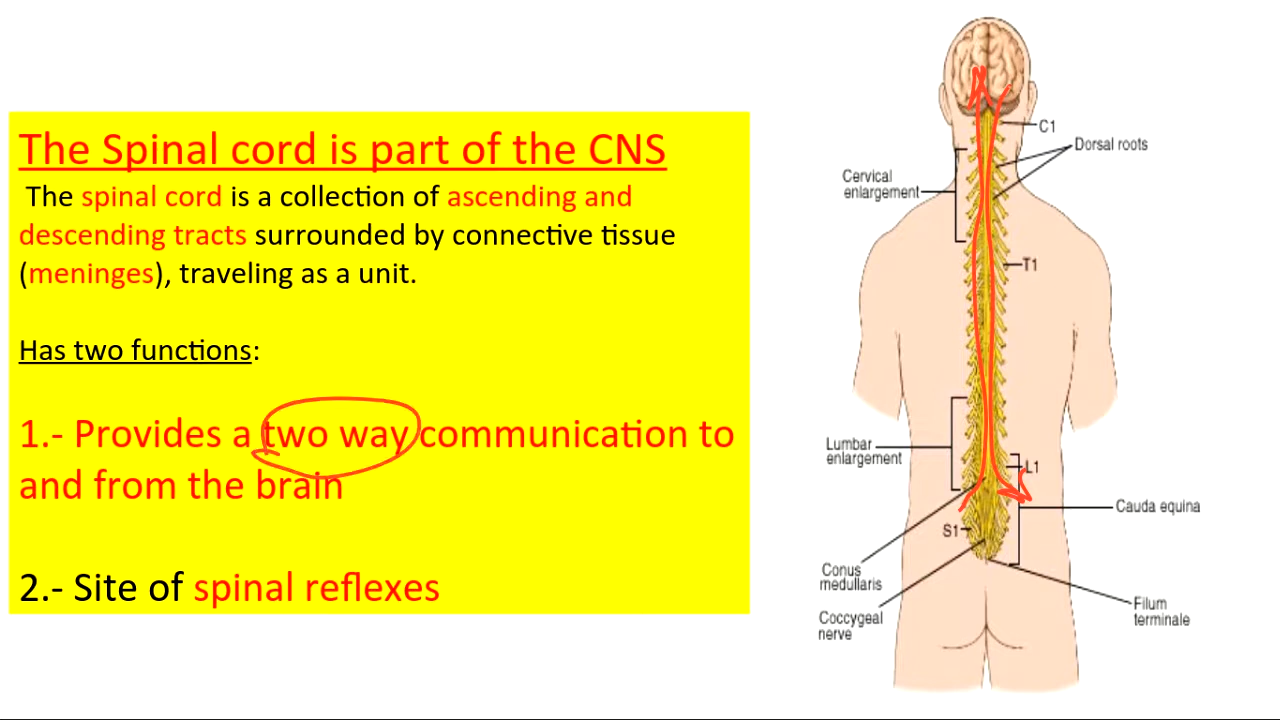 The Spinal cord is part of the CNS
The spinal cord is a collection of ascending and
descending tracts surrounded by connective tissue
(meninges), traveling as a unit.
Has two functions:
1.- Provides a two way communication to
and from the brain
2.- Site of spinal reflexes
C1
Dorsal roots
Cervical
enlargement
T1
Lumbar
enlargement
L1
Cauda equina
S1
Conus
medullaris
Filum
terminale
Coccygeal
nerve